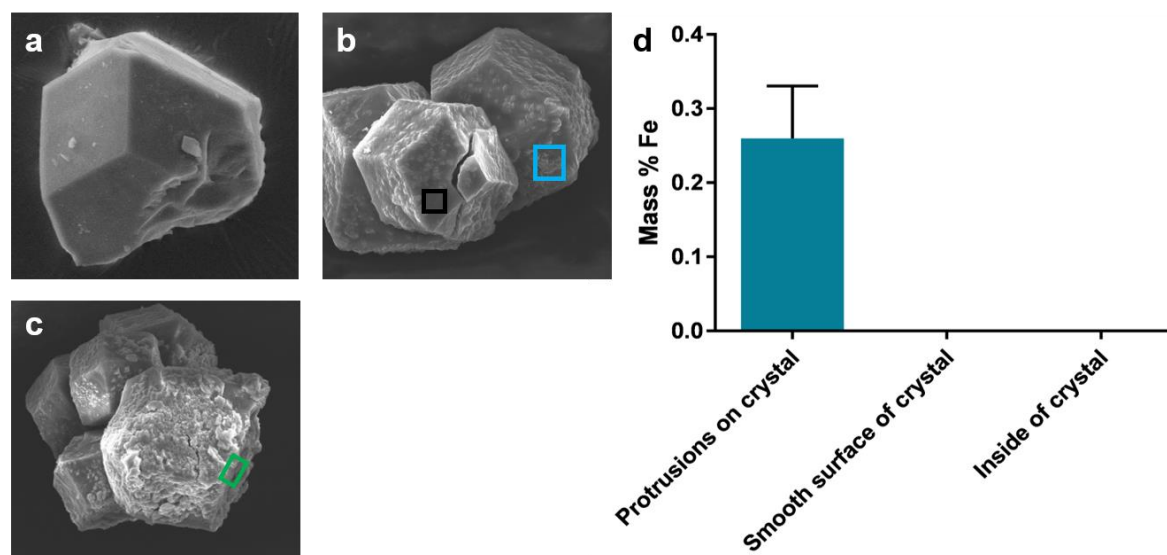 a
b
c
d
Mass % Fe
0.4
0.3
0.2
0.1
0.0
Protrusions on crystal
Smooth surface of crystal
Inside of crystal